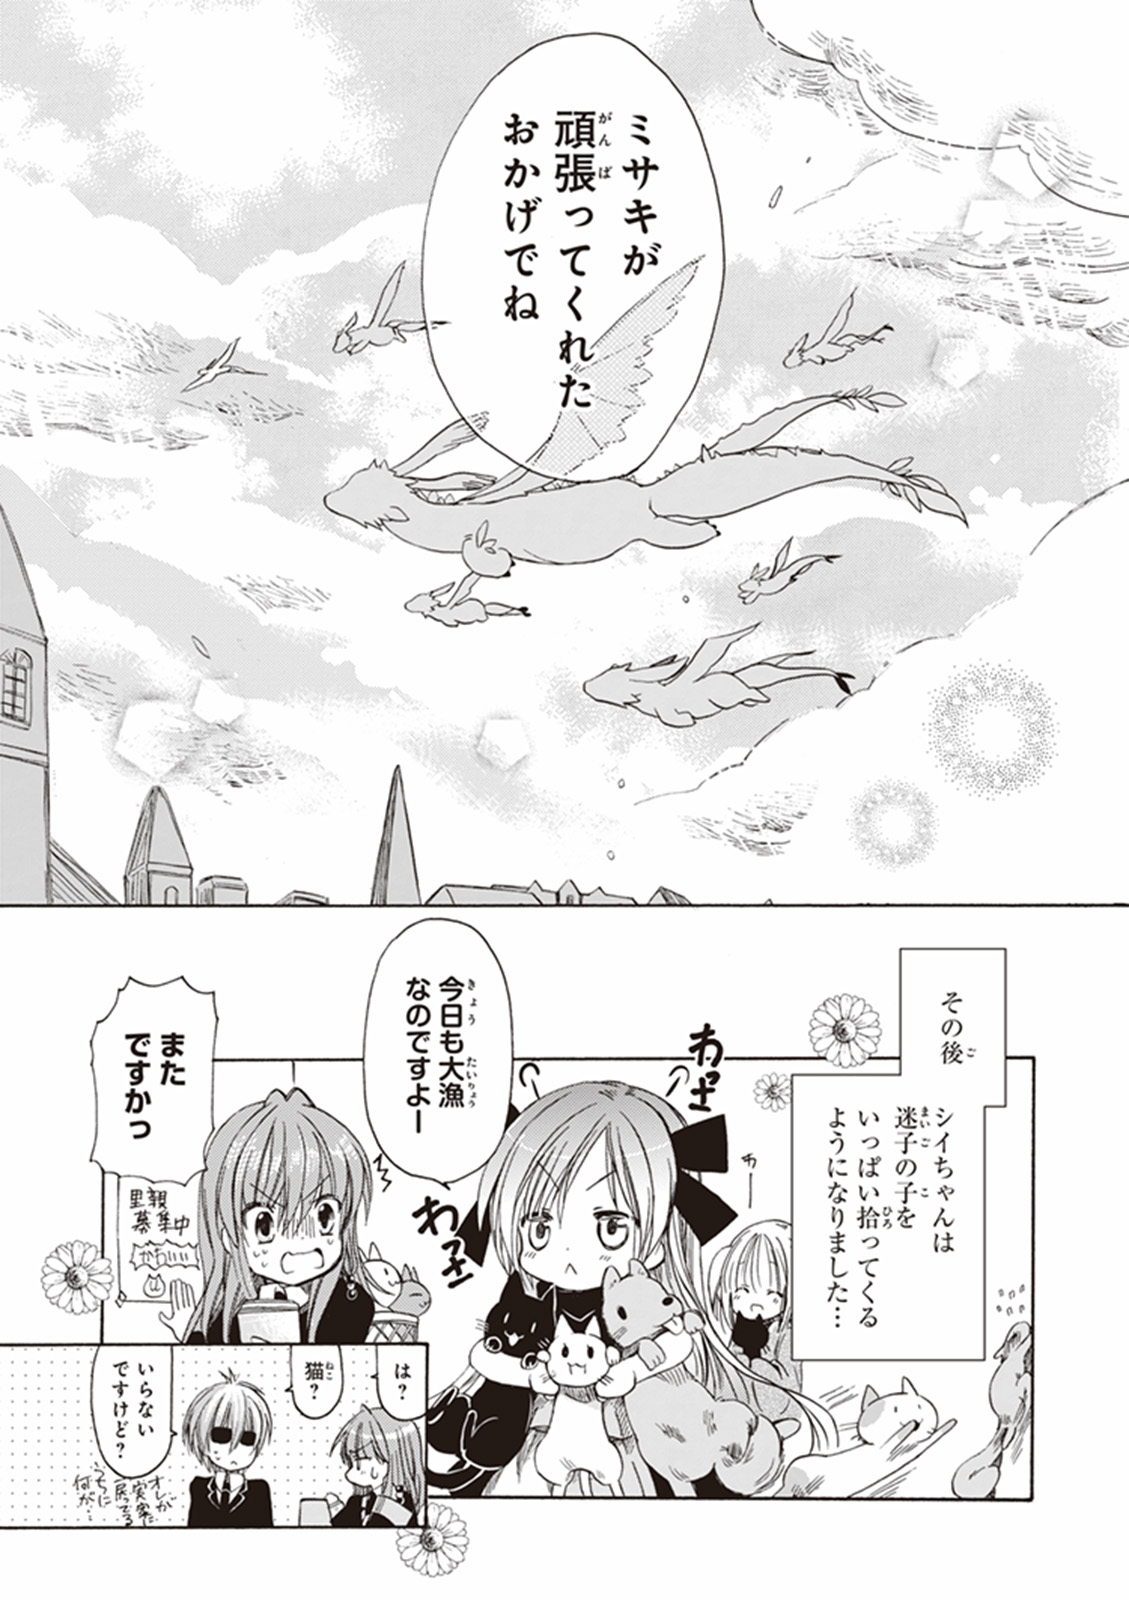 ミサキが
頑張ってくれた
おかげでね
その後
シイちゃんは
迷子の子を
いっぱい拾ってくる
ようになりました…
わっさ
わっさ
今日も大漁
なのですよー
また
ですかっ
里親
募集中
かわいい
は?
猫?
いらない
ですけど?
オレが
実家に
戻ってる
うちに
何が…